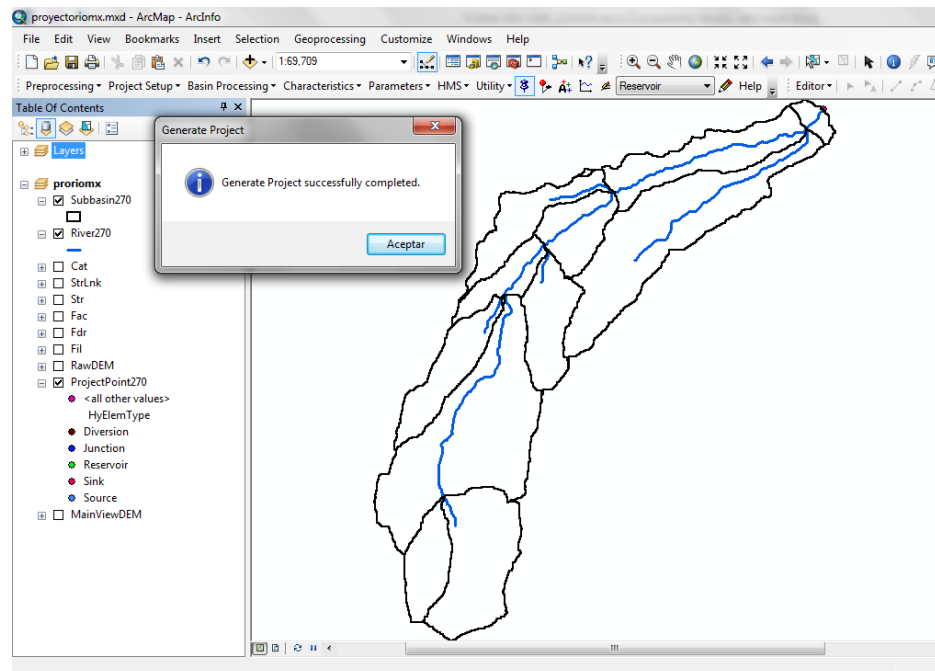 proyectoriomx.mxd - ArcMap - ArcInfo
File Edit View Bookmarks Insert Selection Geoprocessing Customize Windows Help
1:69,709
Preprocessing Project Setup Basin Processing Characteristics Parameters HMS Utility Reservoir Help Editor
Table Of Contents
Layers
proriomx
Subbasin270
River270
Cat
StrLnk
Str
Fac
Fdr
Fil
RawDEM
ProjectPoint270
<all other values>
HyElemType
Diversion
Junction
Reservoir
Sink
Source
MainViewDEM
Generate Project
Generate Project successfully completed.
Aceptar